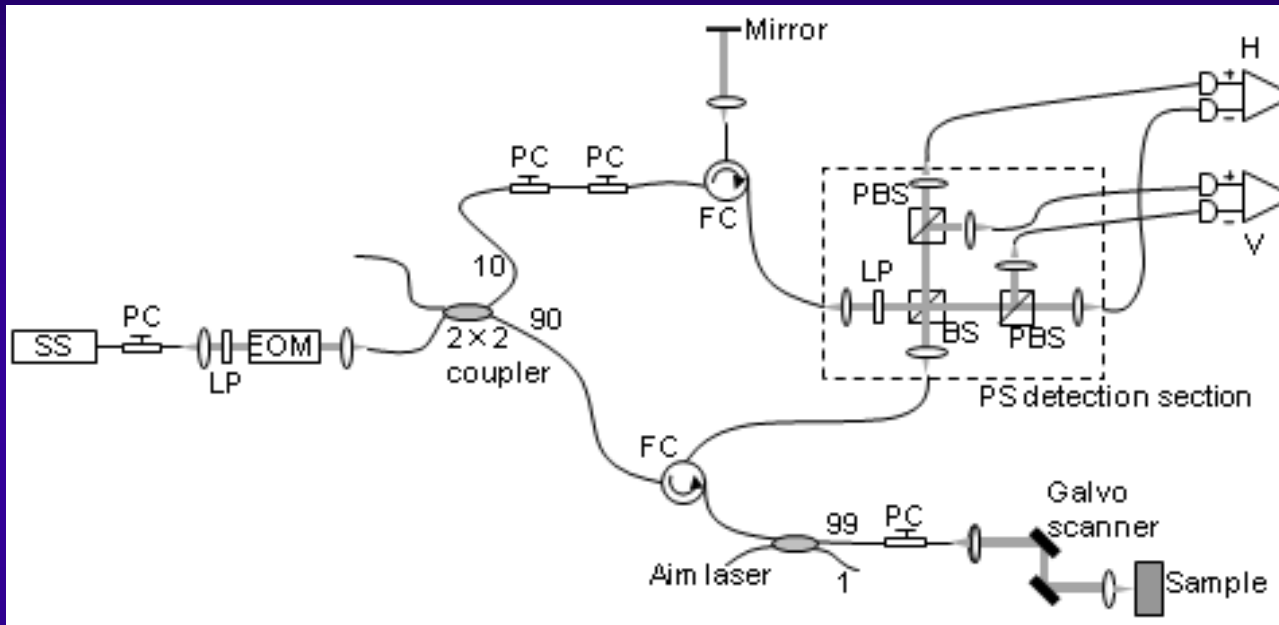 Mirror
H
+
−
PC
PC
PBS
+
−
V
FC
10
LP
90
BS
PBS
PC
SS
EOM
LP
2×2
coupler
PS detection section
FC
Galvo
scanner
99
PC
Aim laser
1
Sample